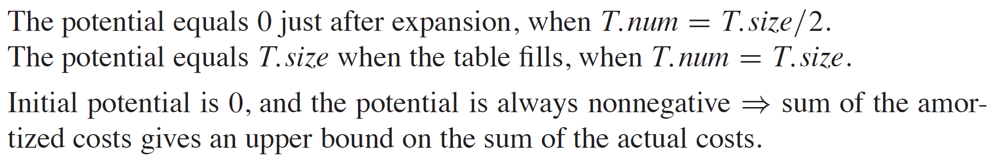 The potential equals 0 just after expansion, when T.num = T.size/2.
The potential equals T.size when the table fills, when T.num = T.size.
Initial potential is 0, and the potential is always nonnegative ⇒ sum of the amor-
tized costs gives an upper bound on the sum of the actual costs.